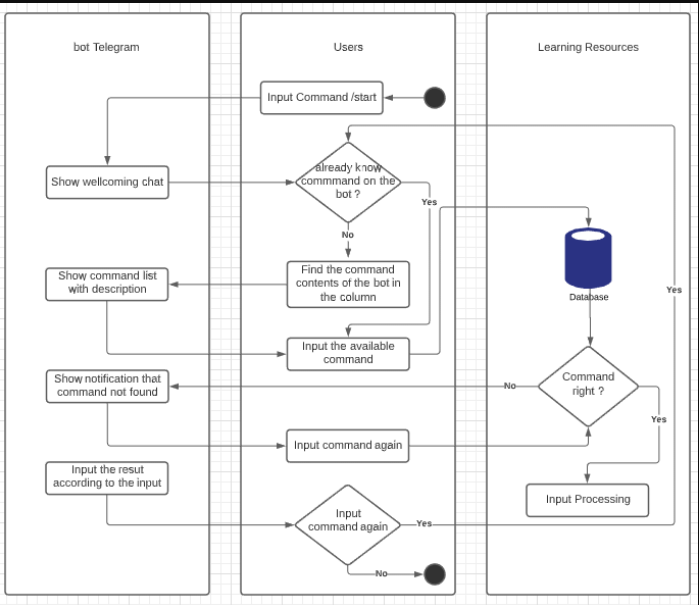 bot Telegram
Users
Learning Resources
Input Command /start
Show wellcoming chat
already know
commmand on the
bot ?
Yes
No
Show command list
with description
Find the command
contents of the bot in
the column
Database
Yes
Input the available
command
Show notification that
command not found
No
Command
right ?
Yes
Input command again
Input the resut
according to the input
Input Processing
Input
command again
Yes
No